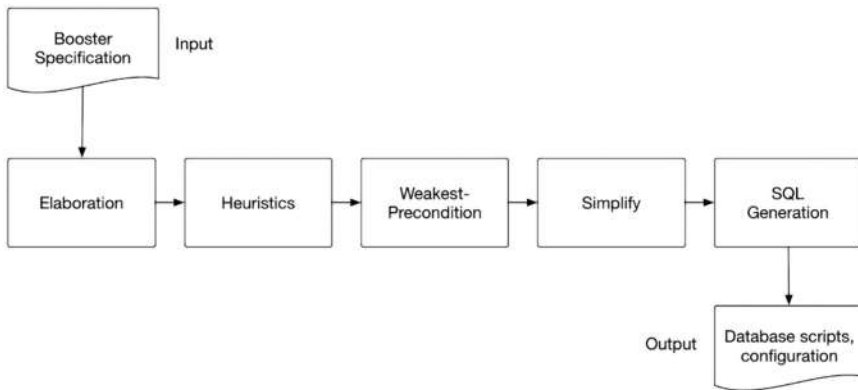 Booster
Specification
Input
Elaboration
Heuristics
Weakest-
Precondition
Simplify
SQL
Generation
Output
Database scripts,
configuration